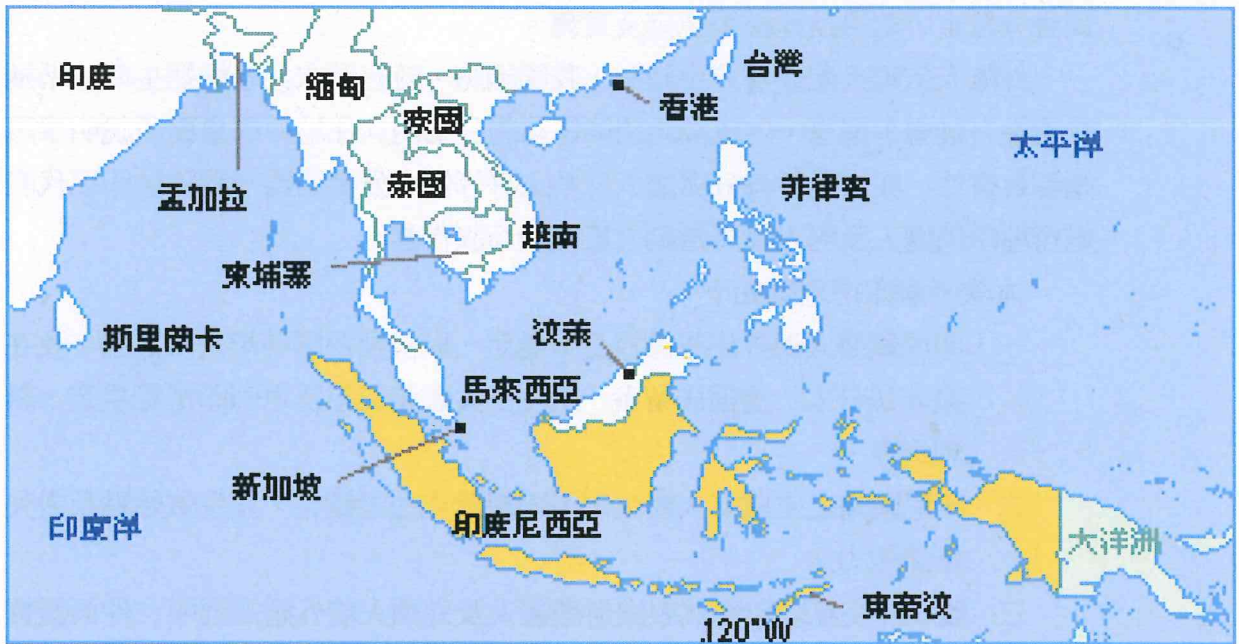 台灣
印度
緬甸
香港
寮國
太平洋
泰國
菲律賓
孟加拉
越南
柬埔寨
斯里蘭卡
汶萊
馬來西亞
新加坡
印度尼西亞
印度洋
大洋洲
東帝汶
120°W